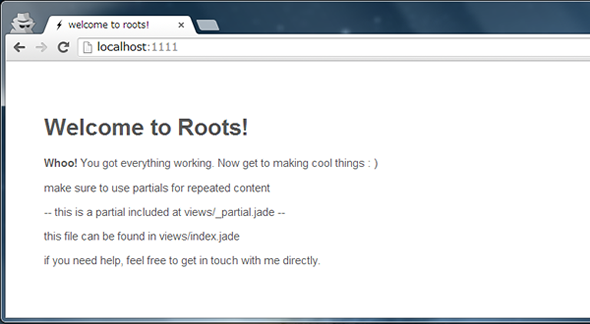 welcome to roots!
localhost:1111
Welcome to Roots!
Whoo! You got everything working. Now get to making cool things : )
make sure to use partials for repeated content
-- this is a partial included at views/_partial.jade --
this file can be found in views/index.jade
if you need help, feel free to get in touch with me directly.